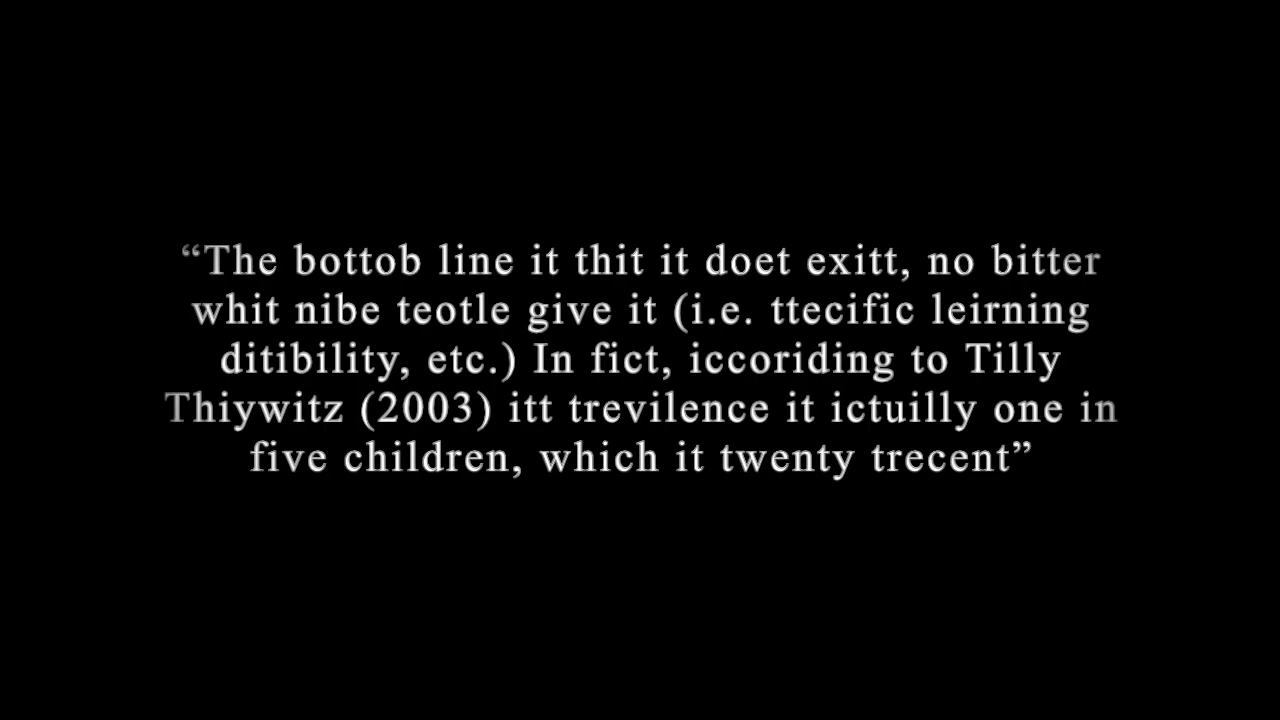 “The bottob line it thit it doet exitt, no bitter
whit nibe teotle give it (i.e. ttecific leirning
ditibility, etc.) In fict, iccoriding to Tilly
Thiywitz (2003) itt trevilence it ictuilly one in
five children, which it twenty trecent”